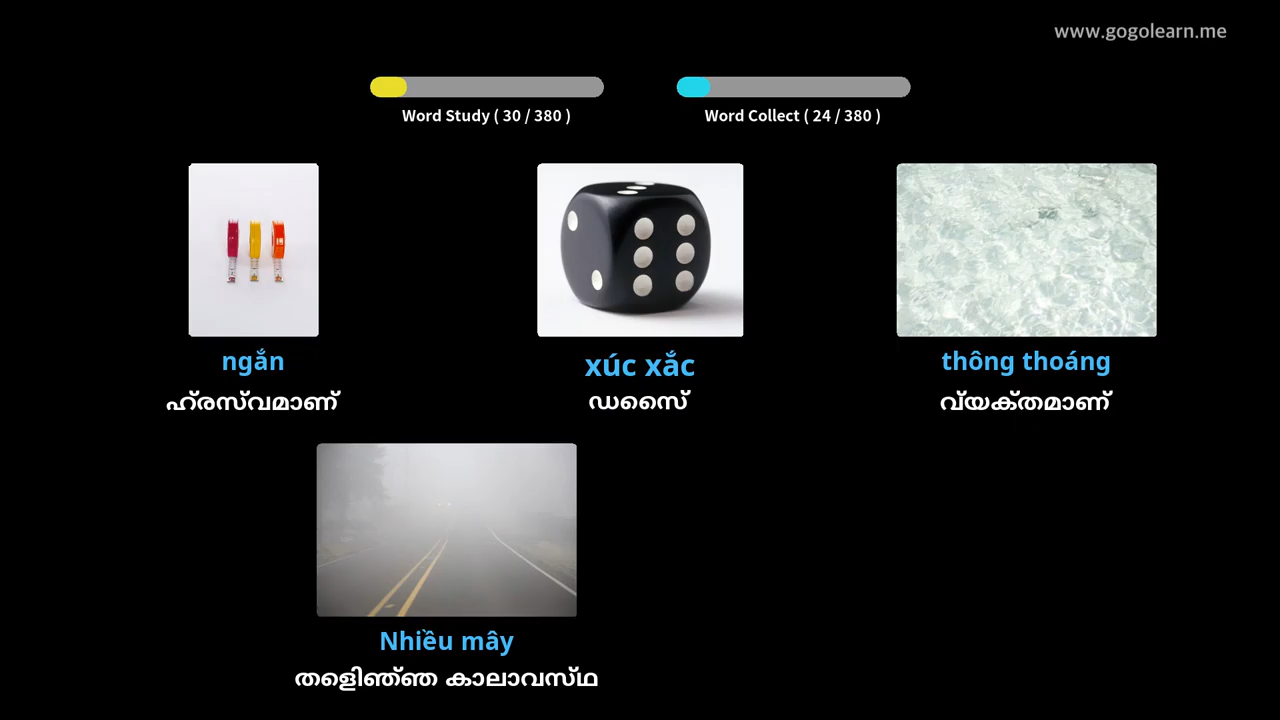 www.gogolearn.me
Word Study ( 30 / 380 )
Word Collect ( 24 / 380 )
ngắn
ഹ്രസ്വമാണ്
xúc xắc
ഡൈസ്
thông thoáng
വ്യക്തമാണ്
Nhiều mây
തെളിഞ്ഞ കാലാവസ്ഥ